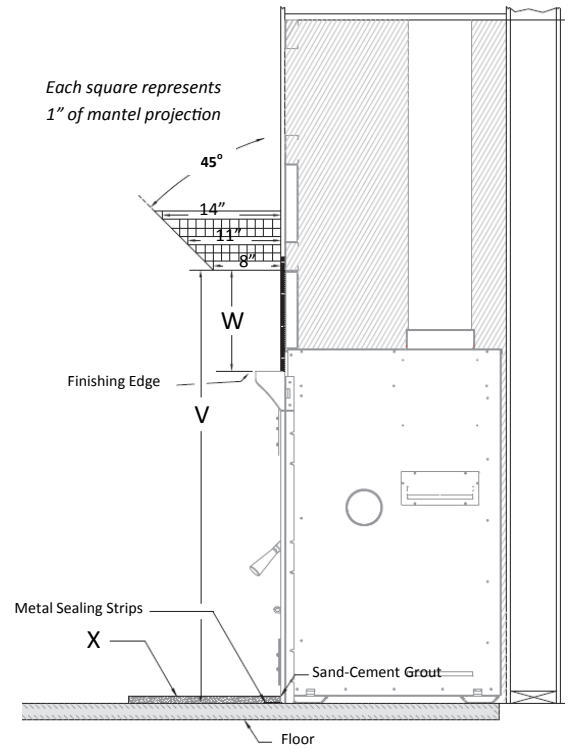 Each square represents
1” of mantel projection
45°
14”
11”
8”
W
Finishing Edge
V
Metal Sealing Strips
X
Sand-Cement Grout
Floor